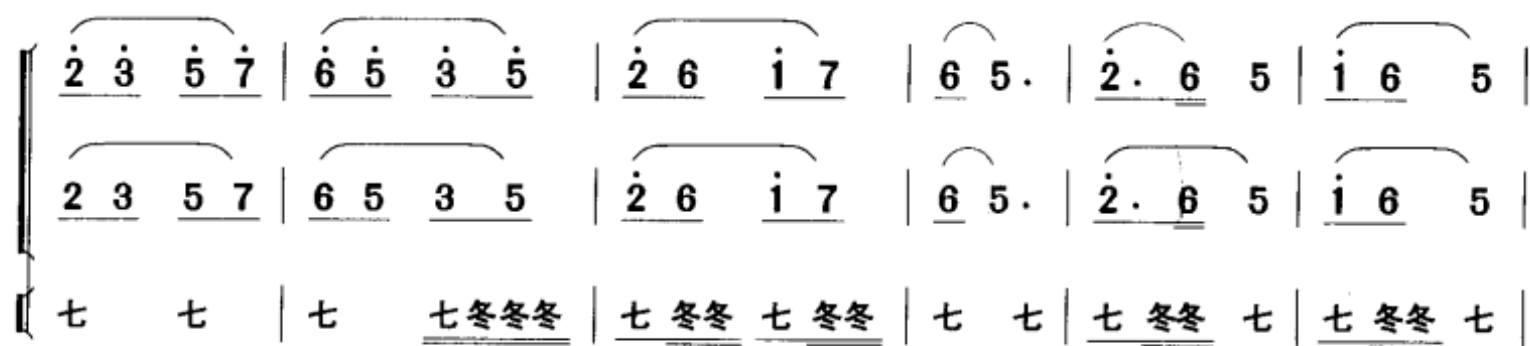 2̇ 3̇ 5̇ 7̇ | 6̇ 5̇ 3̇ 5̇ | 2̇ 6 1̇ 7 | 6 5. | 2̇. 6 5 | 1̇ 6 5 |
2 3 5 7 | 6 5 3 5 | 2̇ 6 1̇ 7 | 6 5. | 2̇. 6 5 | 1̇ 6 5 |
七 七 | 七 七冬冬冬 | 七 冬冬 七 冬冬 | 七 七 | 七 冬冬 七 | 七 冬冬 七 |